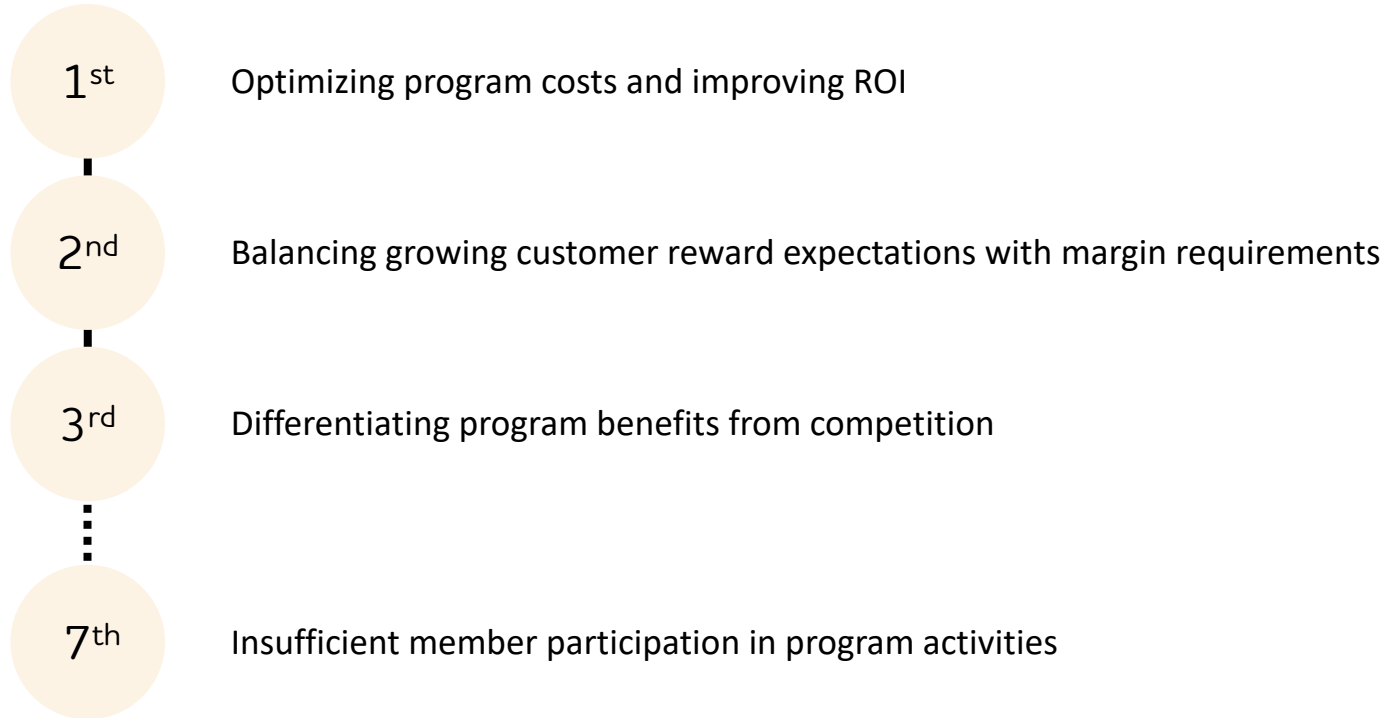 1st
Optimizing program costs and improving ROI
2nd
Balancing growing customer reward expectations with margin requirements
3rd
Differentiating program benefits from competition
7th
Insufficient member participation in program activities